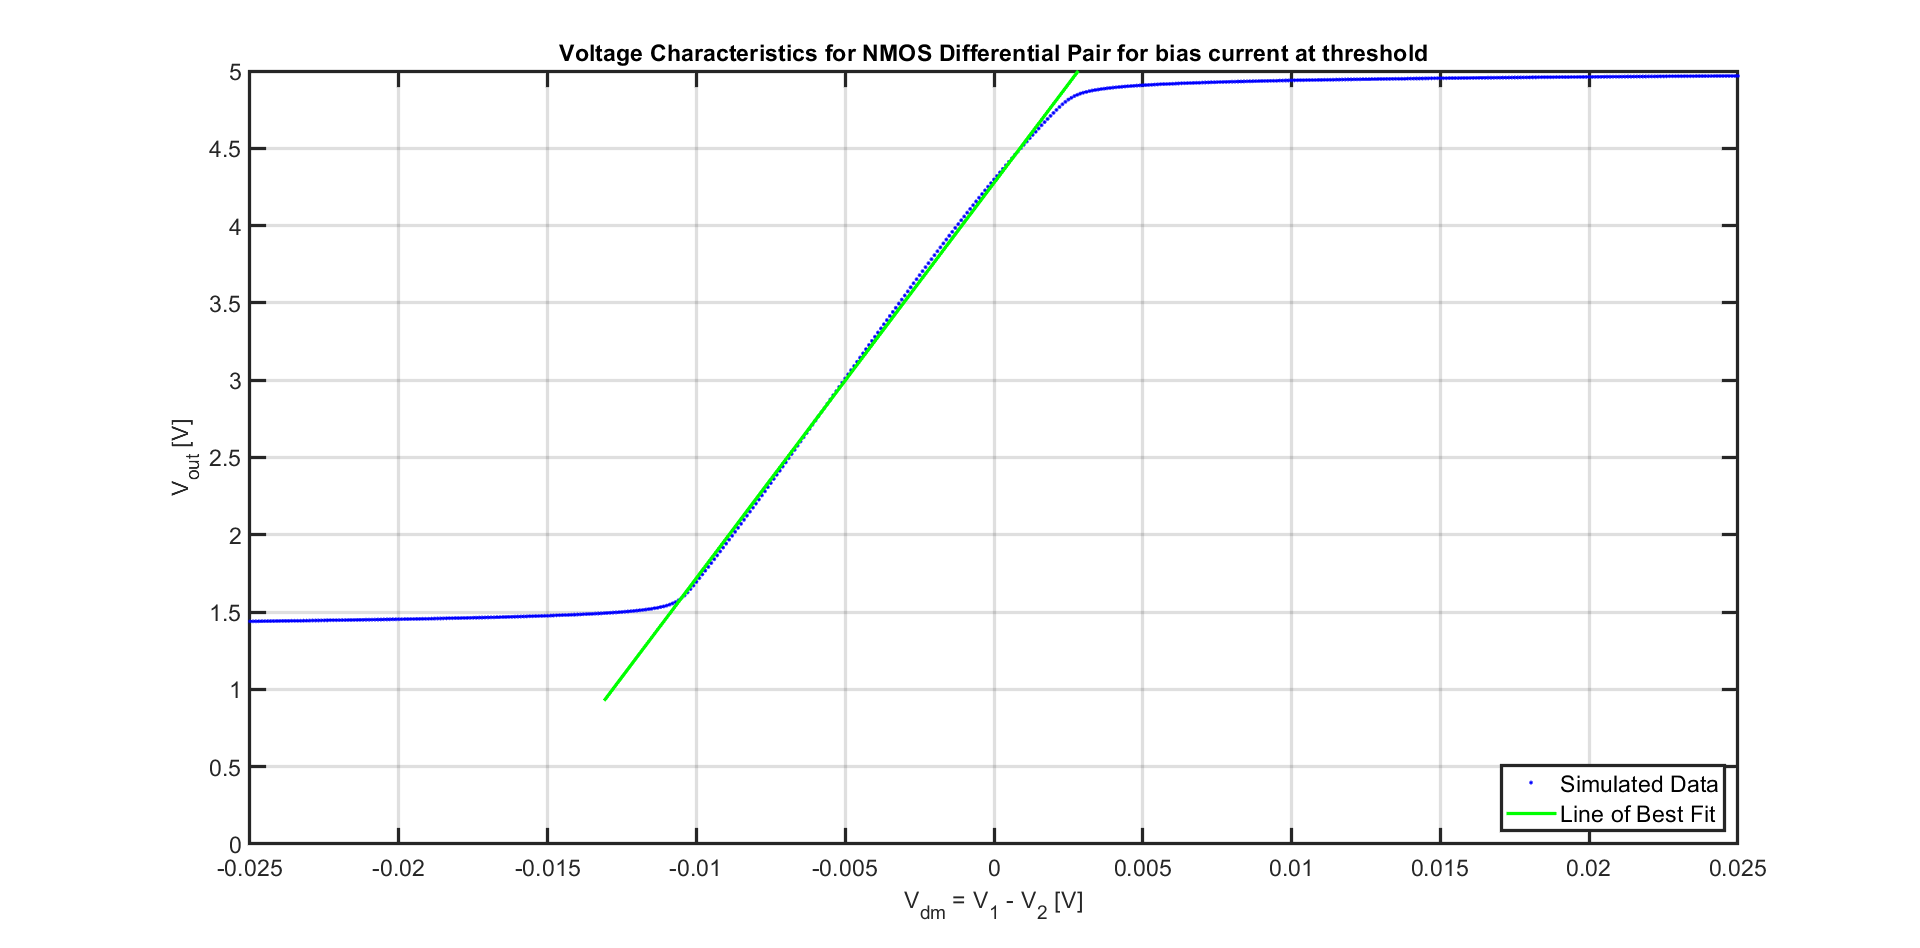 Voltage Characteristics for NMOS Differential Pair for bias current at threshold
5
4.5
4
3.5
3
2.5
2
1.5
1
0.5
0
V_out [V]
-0.025 -0.02 -0.015 -0.01 -0.005 0 0.005 0.01 0.015 0.02 0.025
V_dm = V_1 - V_2 [V]
Simulated Data
Line of Best Fit